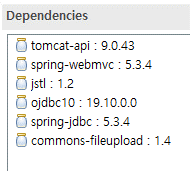 Dependencies
tomcat-api : 9.0.43
spring-webmvc : 5.3.4
jstl : 1.2
ojdbc10 : 19.10.0.0
spring-jdbc : 5.3.4
commons-fileupload : 1.4